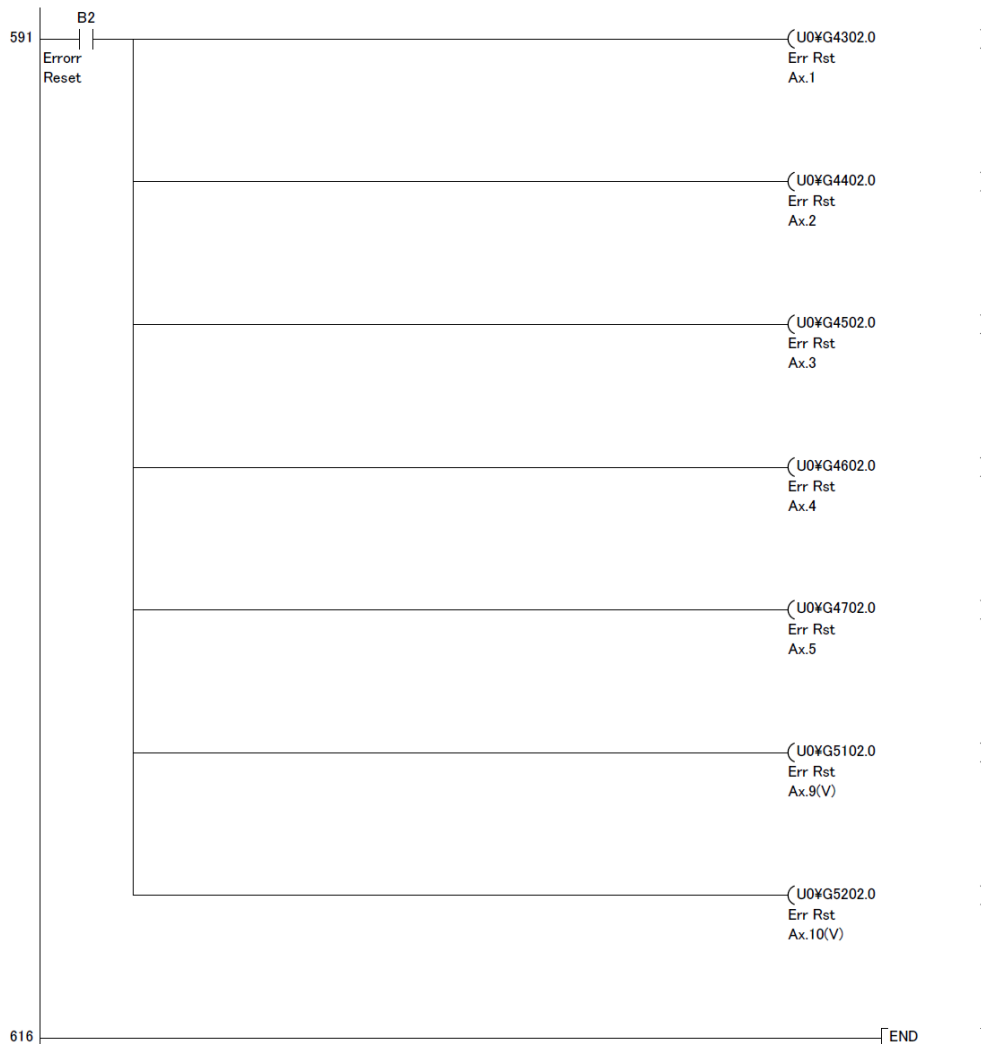 B2
591
Errorr
Reset
U0¥G4302.0
Err Rst
Ax.1
U0¥G4402.0
Err Rst
Ax.2
U0¥G4502.0
Err Rst
Ax.3
U0¥G4602.0
Err Rst
Ax.4
U0¥G4702.0
Err Rst
Ax.5
U0¥G5102.0
Err Rst
Ax.9(V)
U0¥G5202.0
Err Rst
Ax.10(V)
616
END